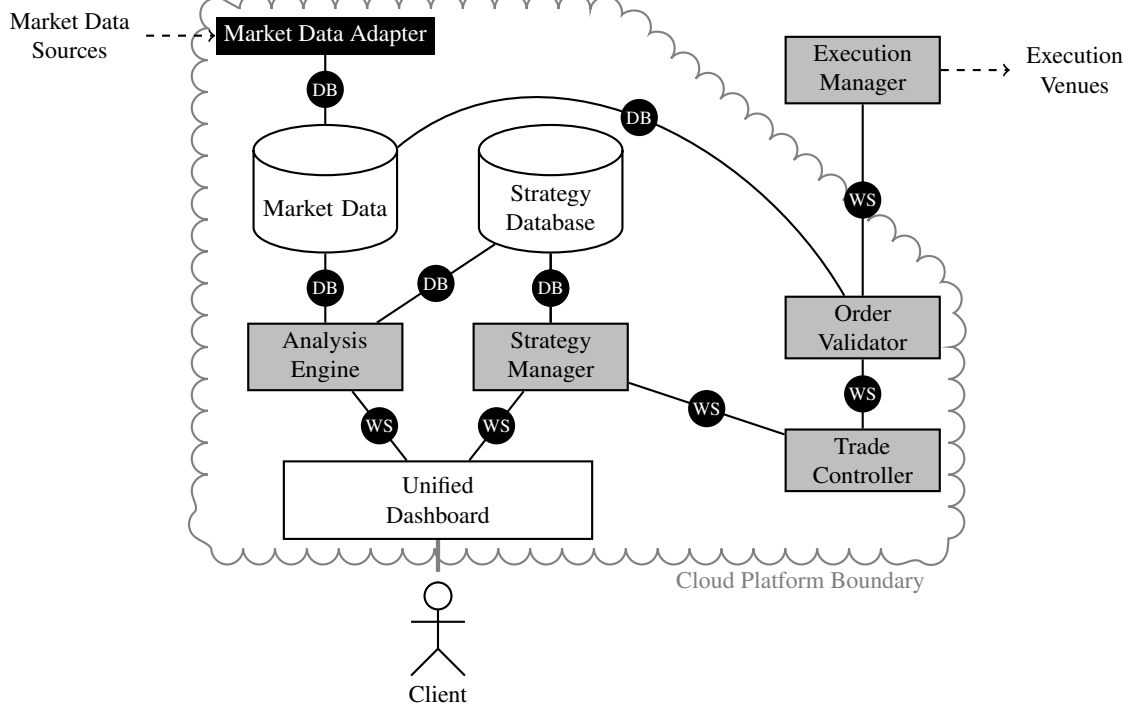 Market Data
Sources
Market Data Adapter
Execution
Manager
Execution
Venues
DB
DB
Market Data
Strategy
Database
WS
DB
DB
DB
Analysis
Engine
Strategy
Manager
Order
Validator
WS
WS
WS
WS
Trade
Controller
Unified
Dashboard
Cloud Platform Boundary
Client